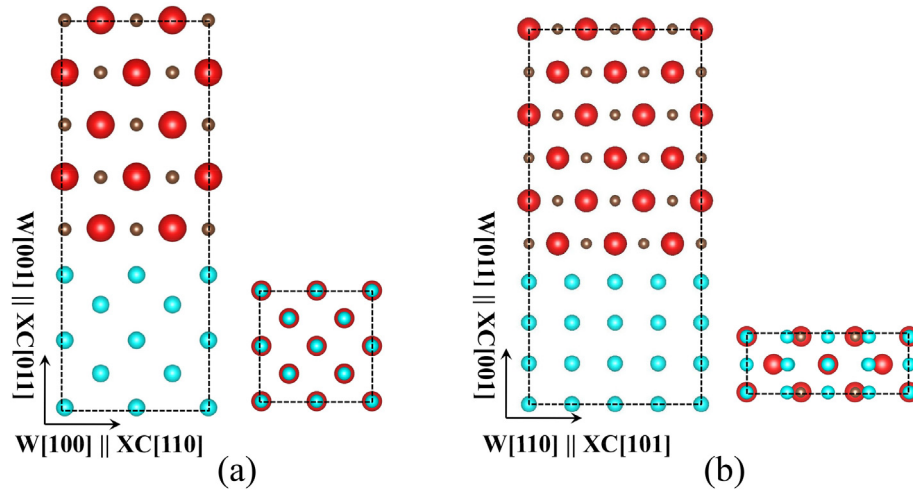 W[001] || XC[011]
W[100] || XC[110]
(a)
W[011] || XC[001]
W[110] || XC[101]
(b)